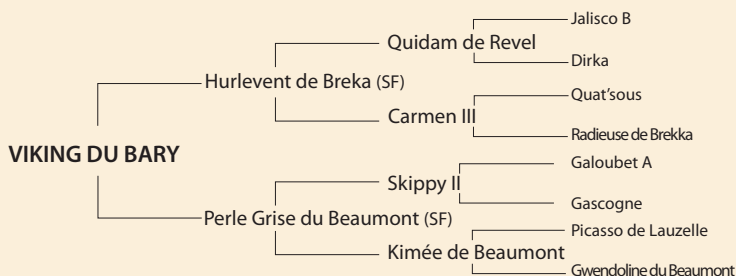 Jalisco B
Quidam de Revel
Dirka
Hurlevent de Breka (SF)
Quat'sous
Carmen III
Radieuse de Brekka
VIKING DU BARY
Galoubet A
Skippy II
Gascogne
Perle Grise du Beaumont (SF)
Picasso de Lauzelle
Kimée de Beaumont
Gwendoline du Beaumont